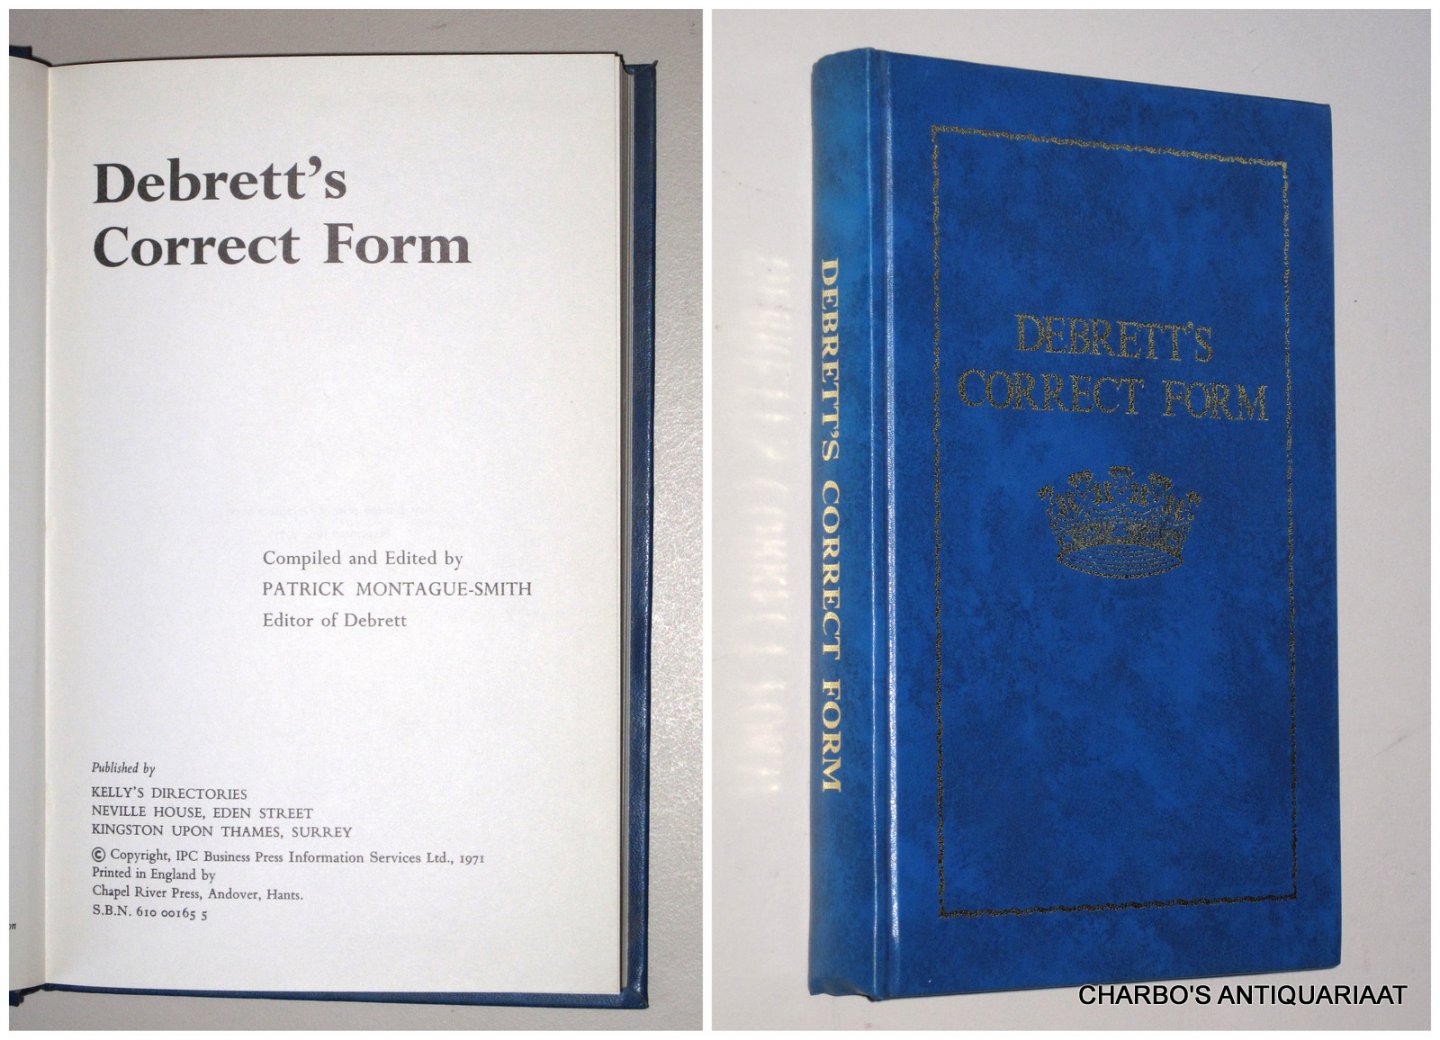 Debrett's
Correct Form
Compiled and Edited by
PATRICK MONTAGUE-SMITH
Editor of Debrett
Published by
KELLY'S DIRECTORIES
NEVILLE HOUSE, EDEN STREET
KINGSTON UPON THAMES, SURREY
© Copyright, IPC Business Press Information Services Ltd., 1971
Printed in England by
Chapel River Press, Andover, Hants.
S.B.N. 610 00165 5
DEBRETT'S CORRECT FORM
DEBRETT'S
CORRECT FORM
CHARBO'S ANTIQUARIAAT